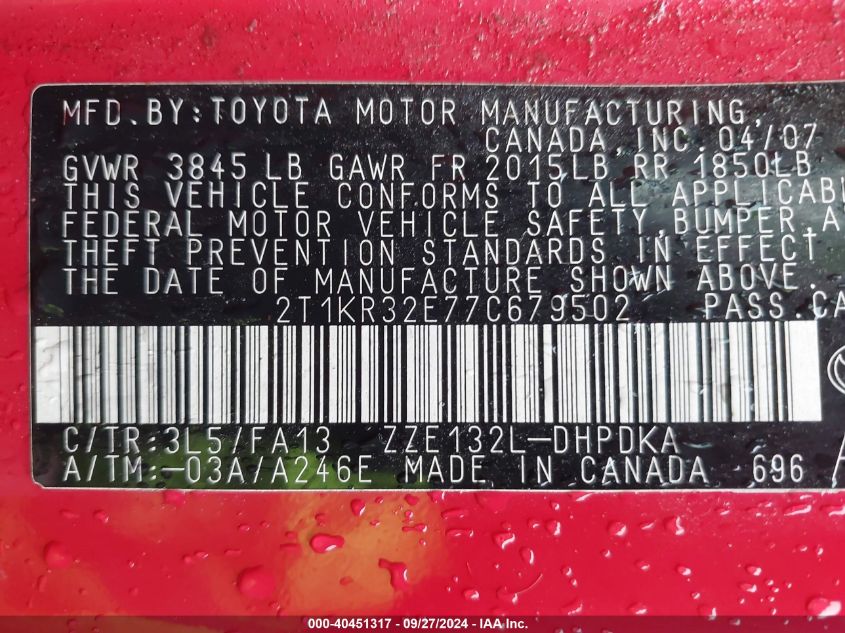 MFD.BY:TOYOTA MOTOR MANUFACTURING,
CANADA INC. 04/07
GVWR 3845 LB GAWR FR 2015LB RR 1850LB
THIS VEHICLE CONFORMS TO ALL APPLICABL
FEDERAL MOTOR VEHICLE SAFETY,BUMPER,A
THEFT PREVENTION STANDARDS IN EFFECT
THE DATE OF MANUFACTURE SHOWN ABOVE.
2T1KR32E77C679502 PASS.CA
C/TR:3L5/FA13 ZZE132L-DHPDKA
A/TM:-03A/A246E MADE IN CANADA 696
000-40451317 - 09/27/2024 - IAA Inc.